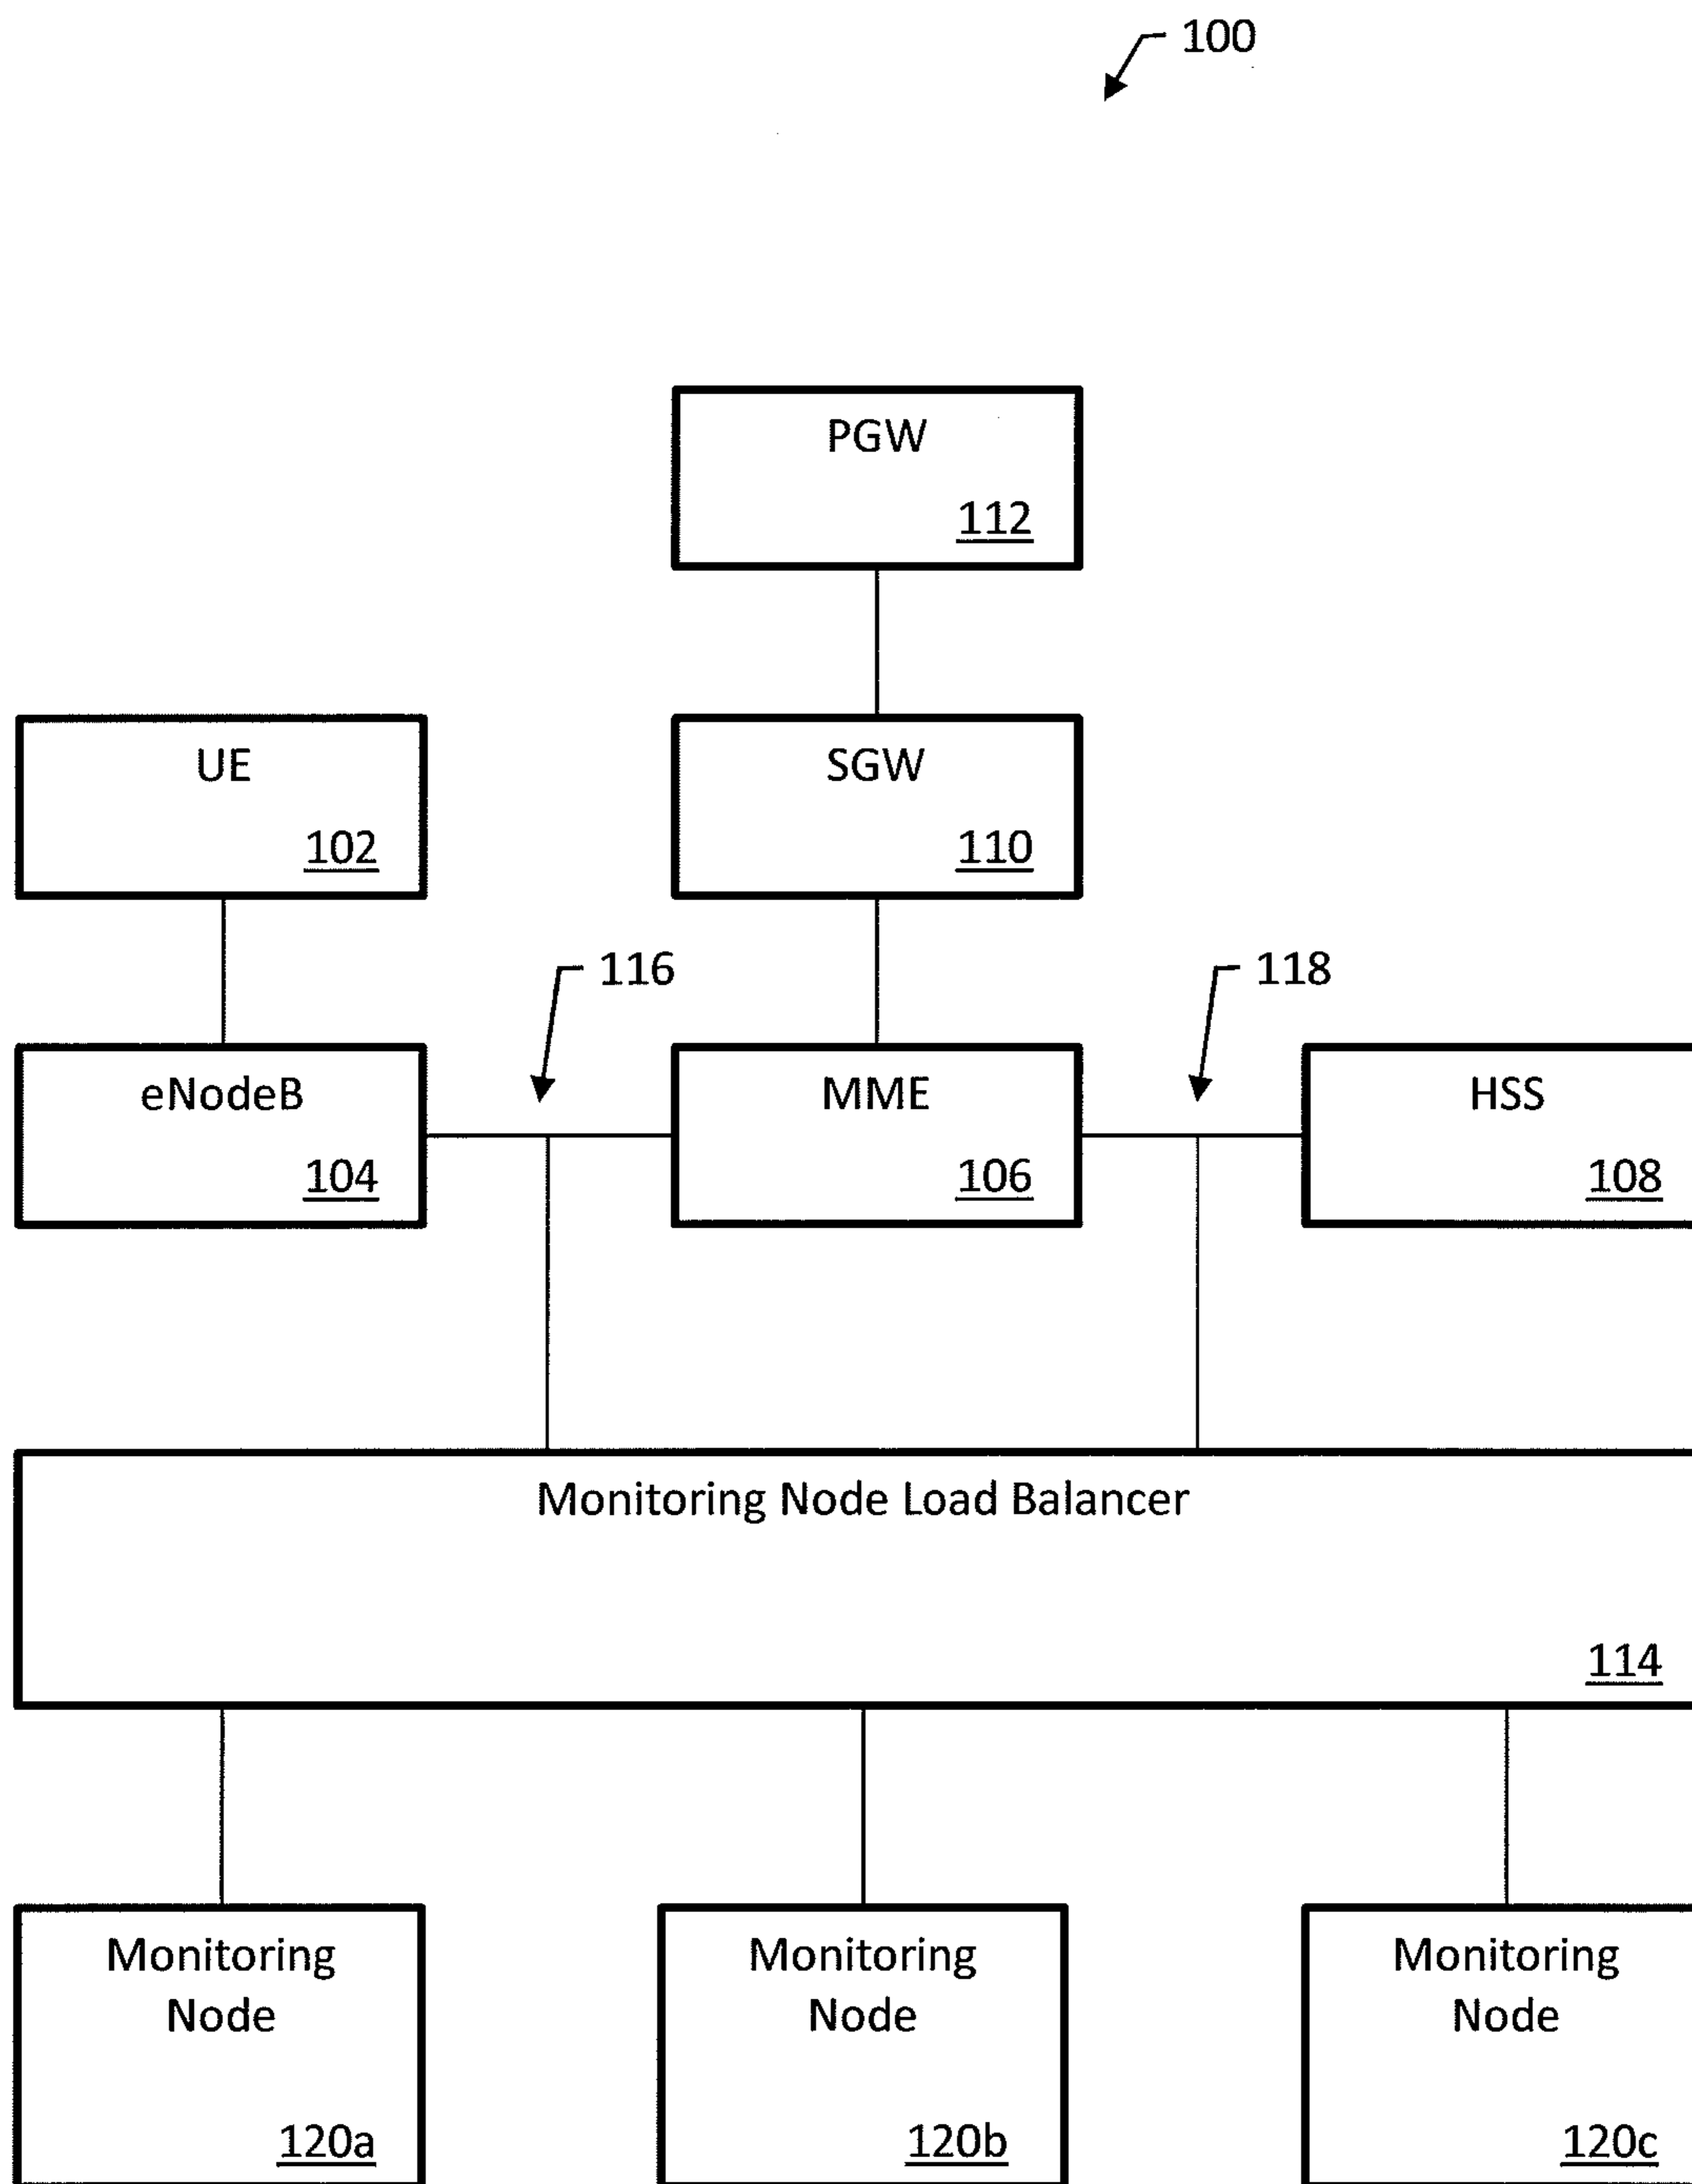 100
PGW
112
UE
102
SGW
110
116
118
eNodeB
104
MME
106
HSS
108
Monitoring Node Load Balancer
114
Monitoring
Node
120a
Monitoring
Node
120b
Monitoring
Node
120c